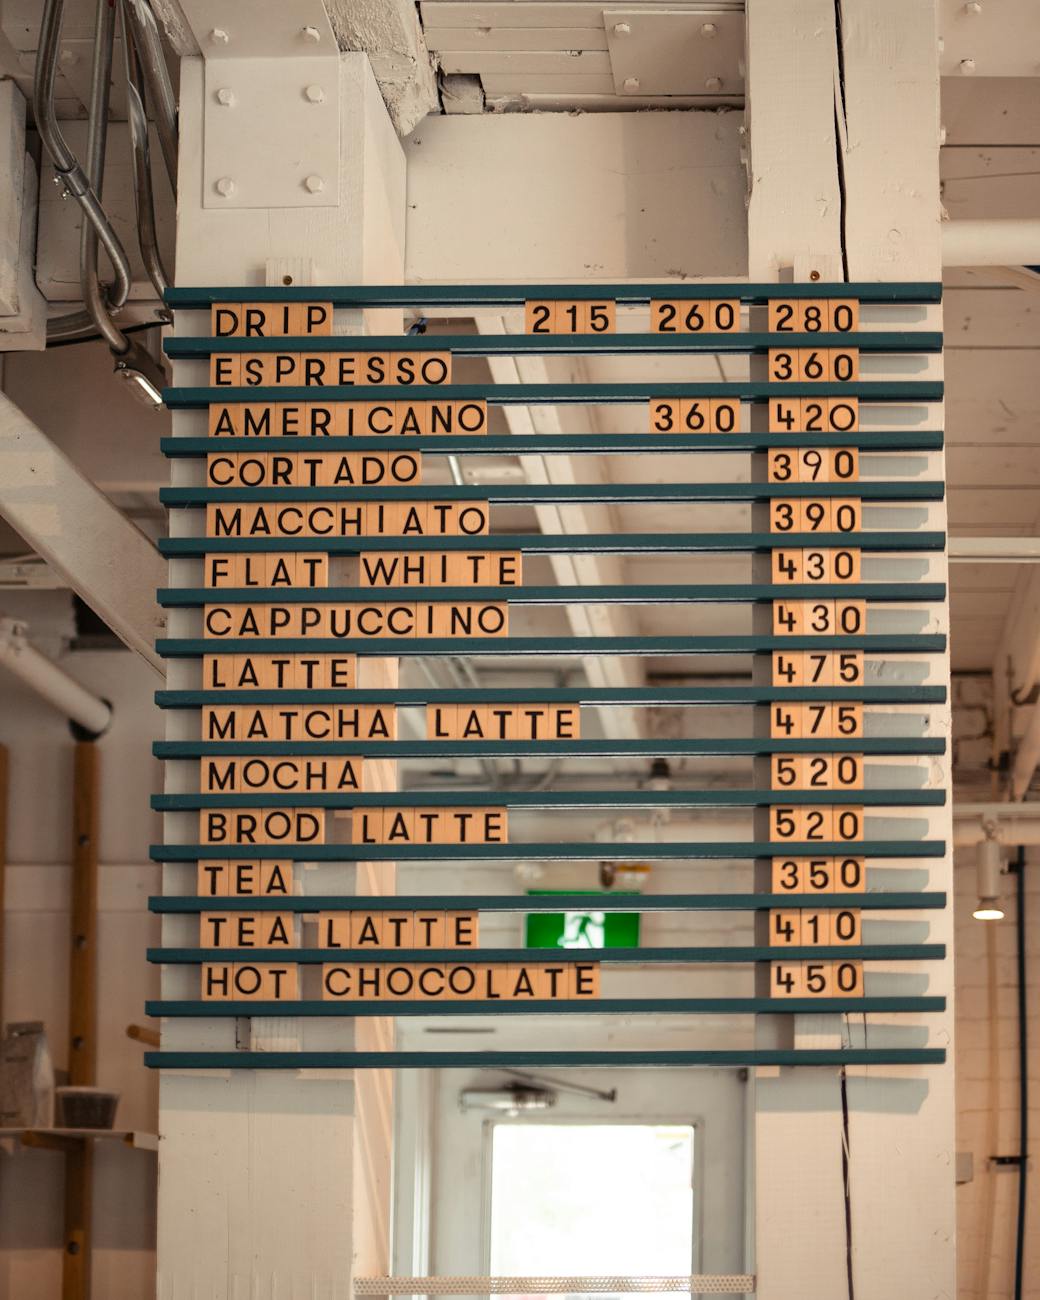 DRIP 215 260 280
ESPRESSO 360
AMERICANO 360 420
CORTADO 390
MACCHIATO 390
FLAT WHITE 430
CAPPUCCINO 430
LATTE 475
MATCHA LATTE 475
MOCHA 520
BROD LATTE 520
TEA 350
TEA LATTE 410
HOT CHOCOLATE 450